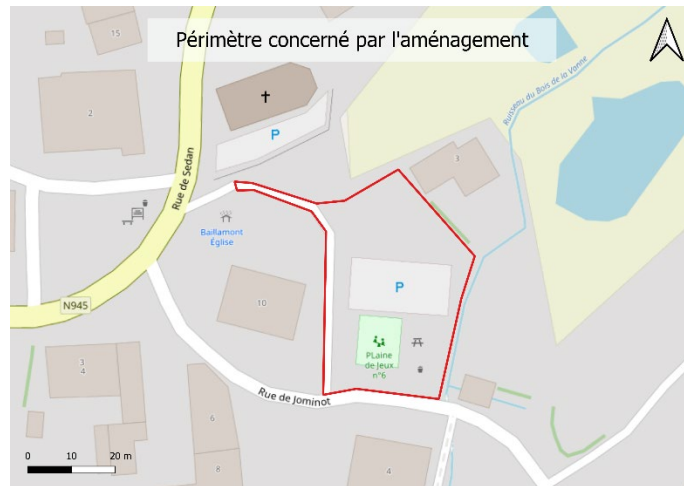 Périmètre concerné par l'aménagement
15
2
P
Ruisseau du Bois de la Vanne
3
Rue de Sedan
Baillamont
Église
N945
10
P
PLaine
de Jeux
n°6
3
4
Rue de Jominot
6
8
4
0 10 20 m